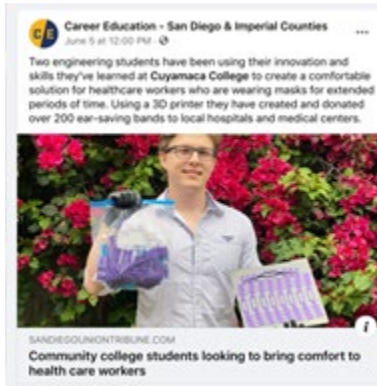 Career Education - San Diego & Imperial Counties
June 5 at 12:00 PM ·
Two engineering students have been using their innovation and
skills they've learned at Cuyamaca College to create a comfortable
solution for healthcare workers who are wearing masks for extended
periods of time. Using a 3D printer they have created and donated
over 200 ear-saving bands to local hospitals and medical centers.
SANDIEGOUNIONTRIBUNE.COM
Community college students looking to bring comfort to
health care workers